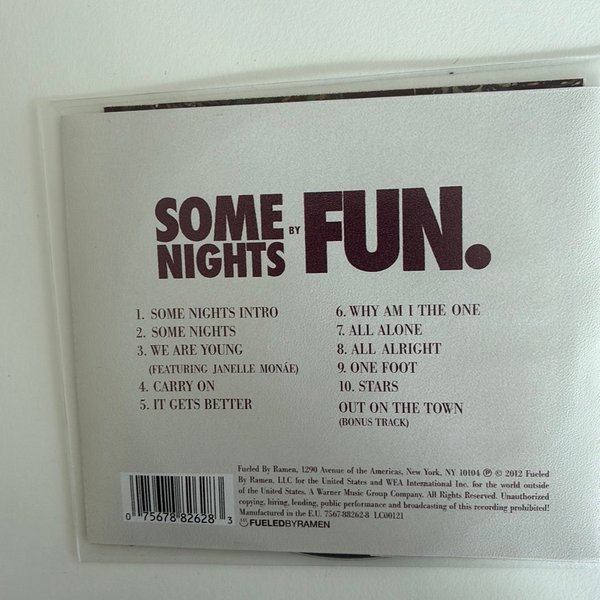 SOME NIGHTS BY FUN.
1. SOME NIGHTS INTRO
2. SOME NIGHTS
3. WE ARE YOUNG
(FEATURING JANELLE MONÁE)
4. CARRY ON
5. IT GETS BETTER
6. WHY AM I THE ONE
7. ALL ALONE
8. ALL ALRIGHT
9. ONE FOOT
10. STARS
OUT ON THE TOWN
(BONUS TRACK)
Fueled By Ramen, 1290 Avenue of the Americas, New York, NY 10104 ℗ © 2012 Fueled
By Ramen, LLC for the United States and WEA International Inc. for the world outside
of the United States. A Warner Music Group Company. All Rights Reserved. Unauthorized
copying, hiring, lending, public performance and broadcasting of this recording prohibited!
Manufactured in the E.U. 7567-88262-8 LC00121
FUELEDBYRAMEN
0 75678 82628 3